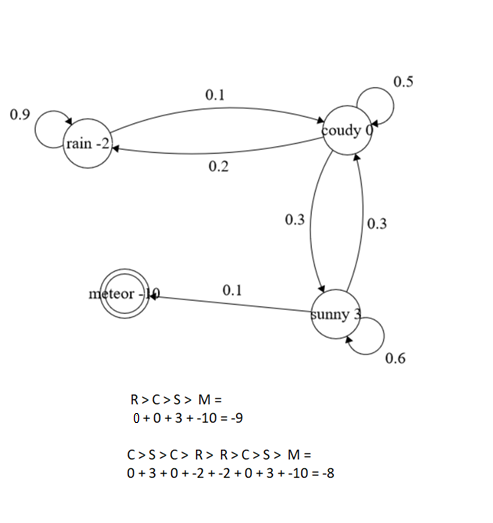 0.5
0.1
0.9
rain -2
coudy 0
0.2
0.3
0.3
meteor -10
0.1
sunny 3
0.6
R > C > S > M =
0 + 0 + 3 + -10 = -9
C > S > C > R > R > C > S > M =
0 + 3 + 0 + -2 + -2 + 0 + 3 + -10 = -8